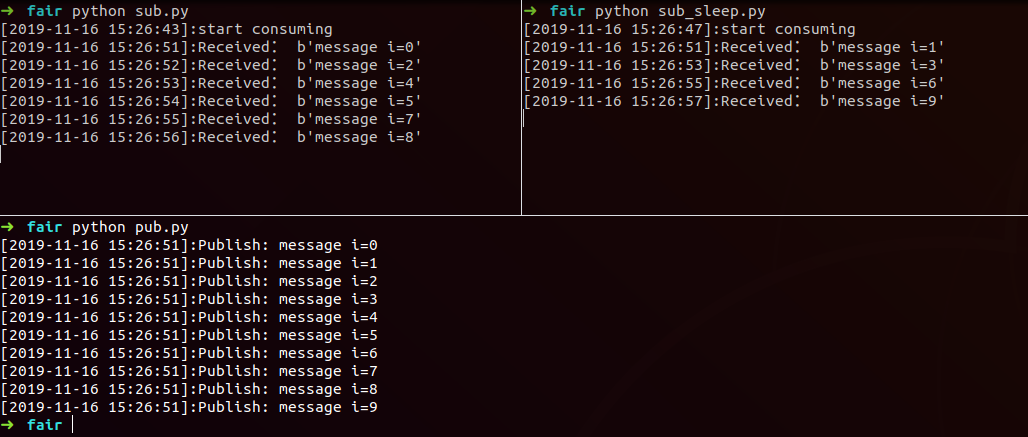 ➜ fair python sub.py
[2019-11-16 15:26:43]:start consuming
[2019-11-16 15:26:51]:Received： b'message i=0'
[2019-11-16 15:26:52]:Received： b'message i=2'
[2019-11-16 15:26:53]:Received： b'message i=4'
[2019-11-16 15:26:54]:Received： b'message i=5'
[2019-11-16 15:26:55]:Received： b'message i=7'
[2019-11-16 15:26:56]:Received： b'message i=8'
➜ fair python sub_sleep.py
[2019-11-16 15:26:47]:start consuming
[2019-11-16 15:26:51]:Received： b'message i=1'
[2019-11-16 15:26:53]:Received： b'message i=3'
[2019-11-16 15:26:55]:Received： b'message i=6'
[2019-11-16 15:26:57]:Received： b'message i=9'
➜ fair python pub.py
[2019-11-16 15:26:51]:Publish: message i=0
[2019-11-16 15:26:51]:Publish: message i=1
[2019-11-16 15:26:51]:Publish: message i=2
[2019-11-16 15:26:51]:Publish: message i=3
[2019-11-16 15:26:51]:Publish: message i=4
[2019-11-16 15:26:51]:Publish: message i=5
[2019-11-16 15:26:51]:Publish: message i=6
[2019-11-16 15:26:51]:Publish: message i=7
[2019-11-16 15:26:51]:Publish: message i=8
[2019-11-16 15:26:51]:Publish: message i=9
➜ fair